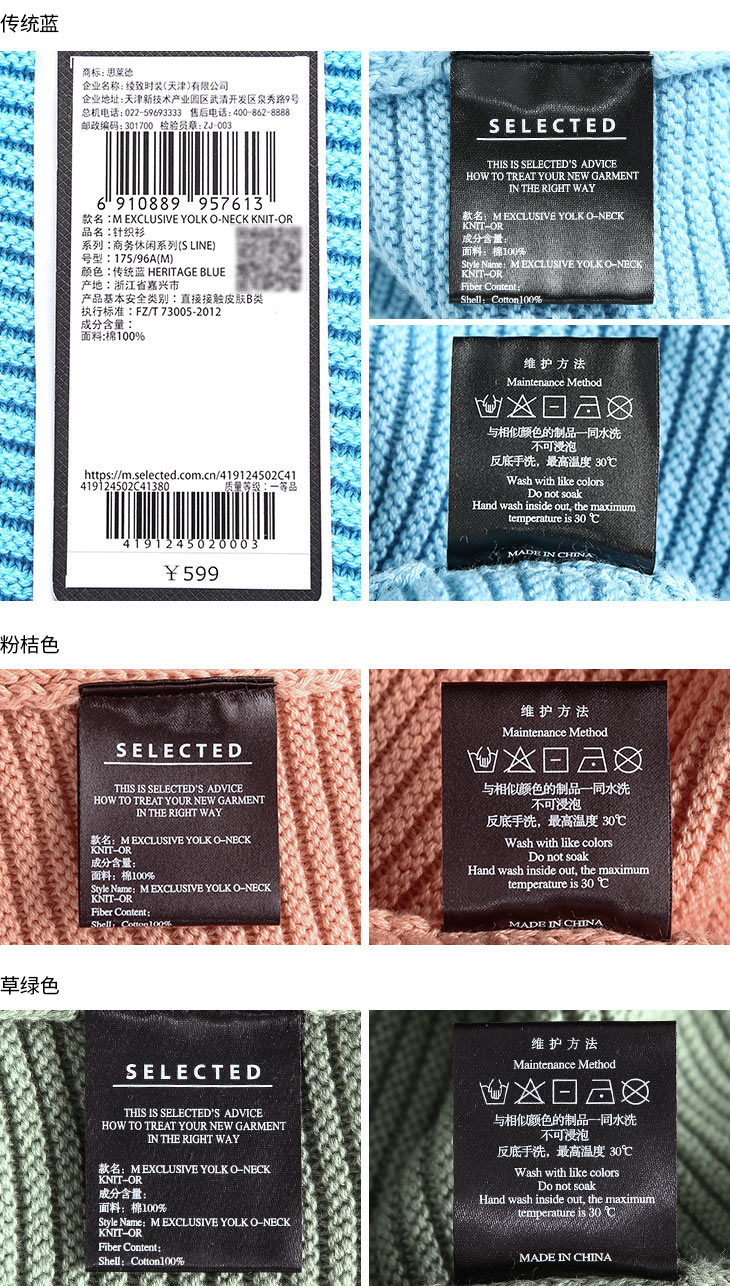 传统蓝
商标: 思莱德
企业名称: 绫致时装(天津)有限公司
企业地址: 天津新技术产业园区武清开发区泉秀路9号
总机电话: 022-59693333 售后电话: 400-862-8888
邮政编码: 301700 检验员章: ZJ-003
6 910889 957613
款名: M EXCLUSIVE YOLK O-NECK KNIT-OR
品名: 针织衫
系列: 商务休闲系列(S LINE)
号型: 175/96A(M)
颜色: 传统蓝 HERITAGE BLUE
产地: 浙江省嘉兴市
产品基本安全类别: 直接接触皮肤B类
执行标准: FZ/T 73005-2012
成分含量:
面料:棉100%
https://m.selected.com.cn/419124502C41
419124502C41380 质量等级: 一等品
4191245020003
￥599
SELECTED
THIS IS SELECTED'S ADVICE
HOW TO TREAT YOUR NEW GARMENT
IN THE RIGHT WAY
款名: M EXCLUSIVE YOLK O-NECK
KNIT-OR
成分含量:
面料: 棉100%
Style Name: M EXCLUSIVE YOLK O-NECK
KNIT-OR
Fiber Content:
Shell: Cotton100%
维护方法
Maintenance Method
与相似颜色的制品一同水洗
不可浸泡
反底手洗，最高温度 30℃
Wash with like colors
Do not soak
Hand wash inside out, the maximum
temperature is 30 ℃
MADE IN CHINA
粉桔色
SELECTED
THIS IS SELECTED'S ADVICE
HOW TO TREAT YOUR NEW GARMENT
IN THE RIGHT WAY
款名: M EXCLUSIVE YOLK O-NECK
KNIT-OR
成分含量:
面料: 棉100%
Style Name: M EXCLUSIVE YOLK O-NECK
KNIT-OR
Fiber Content:
Shell: Cotton100%
维护方法
Maintenance Method
与相似颜色的制品一同水洗
不可浸泡
反底手洗，最高温度 30℃
Wash with like colors
Do not soak
Hand wash inside out, the maximum
temperature is 30 ℃
MADE IN CHINA
草绿色
SELECTED
THIS IS SELECTED'S ADVICE
HOW TO TREAT YOUR NEW GARMENT
IN THE RIGHT WAY
款名: M EXCLUSIVE YOLK O-NECK
KNIT-OR
成分含量:
面料: 棉100%
Style Name: M EXCLUSIVE YOLK O-NECK
KNIT-OR
Fiber Content:
Shell: Cotton100%
维护方法
Maintenance Method
与相似颜色的制品一同水洗
不可浸泡
反底手洗，最高温度 30℃
Wash with like colors
Do not soak
Hand wash inside out, the maximum
temperature is 30 ℃
MADE IN CHINA